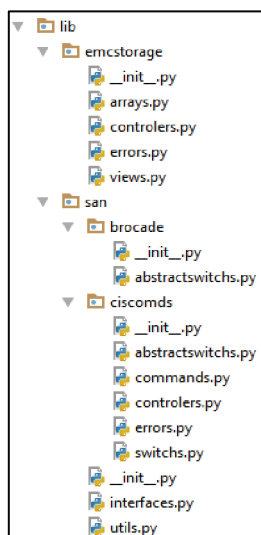 lib
emcstorage
__init__.py
arrays.py
controlers.py
errors.py
views.py
san
brocade
__init__.py
abstractswitchs.py
ciscomds
__init__.py
abstractswitchs.py
commands.py
controlers.py
errors.py
switchs.py
__init__.py
interfaces.py
utils.py